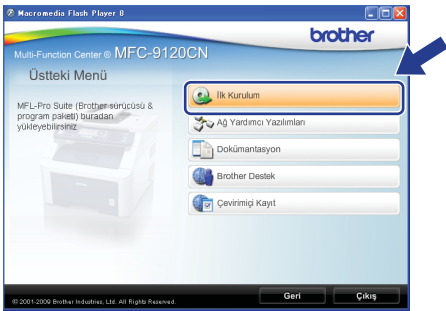 Macromedia Flash Player 8
brother
Multi-Function Center ® MFC-9120CN
Üstteki Menü
MFL-Pro Suite (Brother sürücüsü &
program paketi) buradan
yükleyebilirsiniz
İlk Kurulum
Ağ Yardımcı Yazılımları
Dokümantasyon
Brother Destek
Çevirimiçi Kayıt
© 2001-2009 Brother Industries, Ltd. All Rights Reserved.
Geri
Çıkış